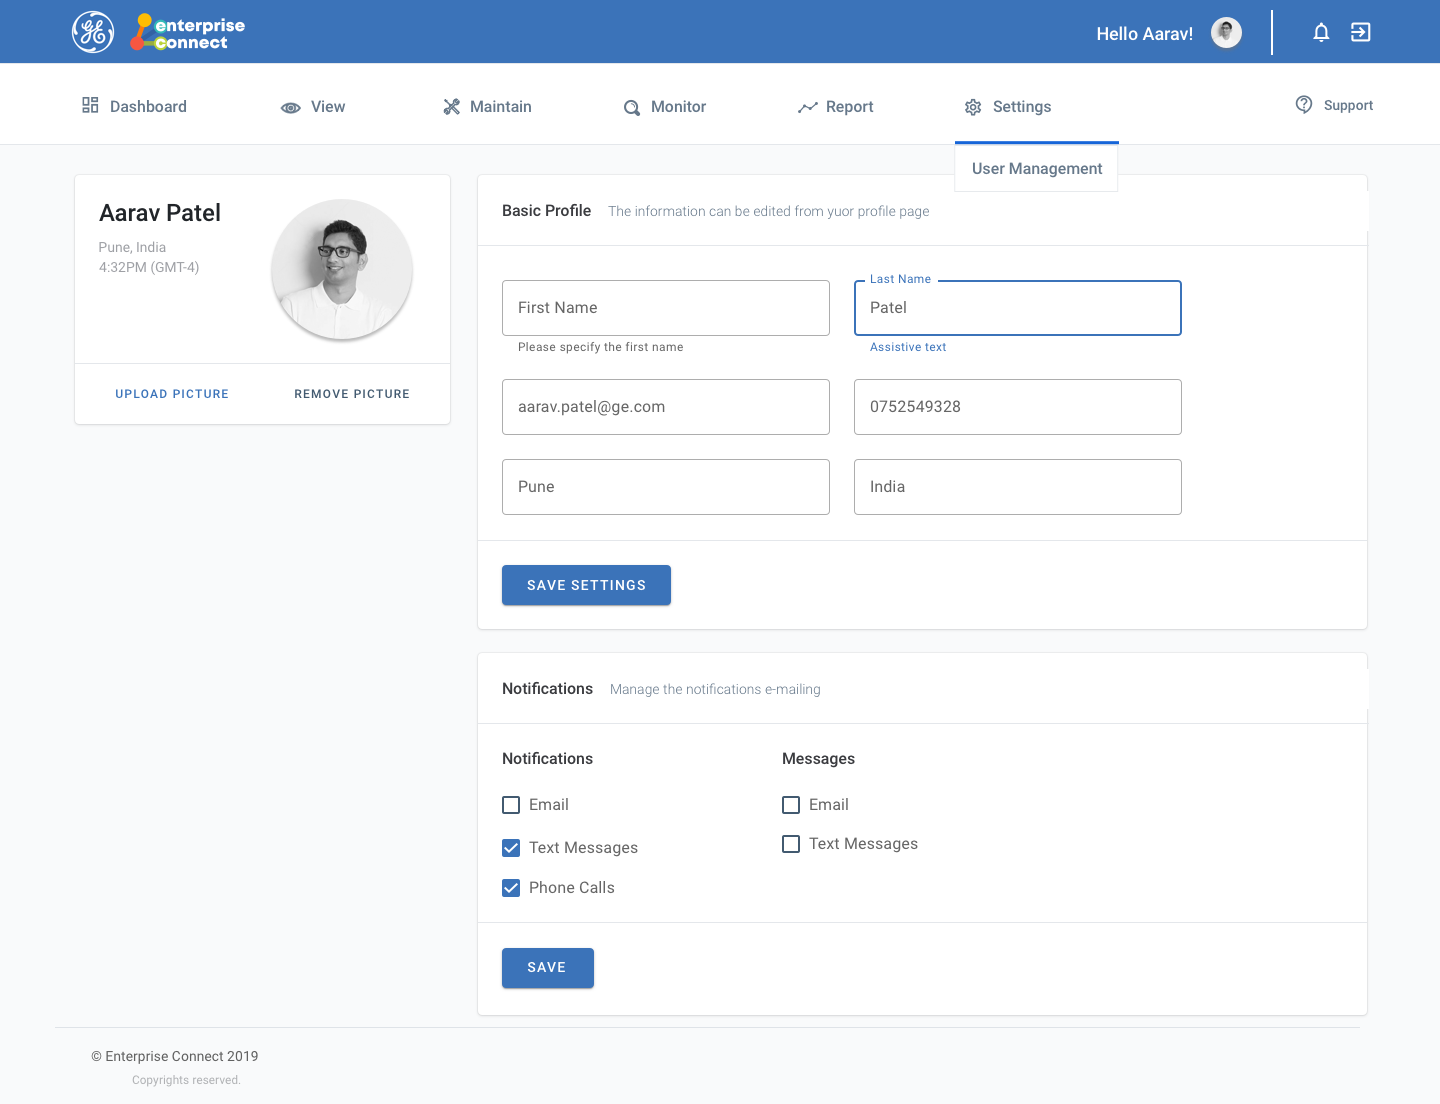 enterprise
connect
Hello Aarav!
Dashboard
View
Maintain
Monitor
Report
Settings
Support
User Management
Aarav Patel
Pune, India
4:32PM (GMT-4)
UPLOAD PICTURE
REMOVE PICTURE
Basic Profile
The information can be edited from yuor profile page
First Name
Please specify the first name
Last Name
Patel
Assistive text
aarav.patel@ge.com
0752549328
Pune
India
SAVE SETTINGS
Notifications
Manage the notifications e-mailing
Notifications
Email
Text Messages
Phone Calls
Messages
Email
Text Messages
SAVE
© Enterprise Connect 2019
Copyrights reserved.